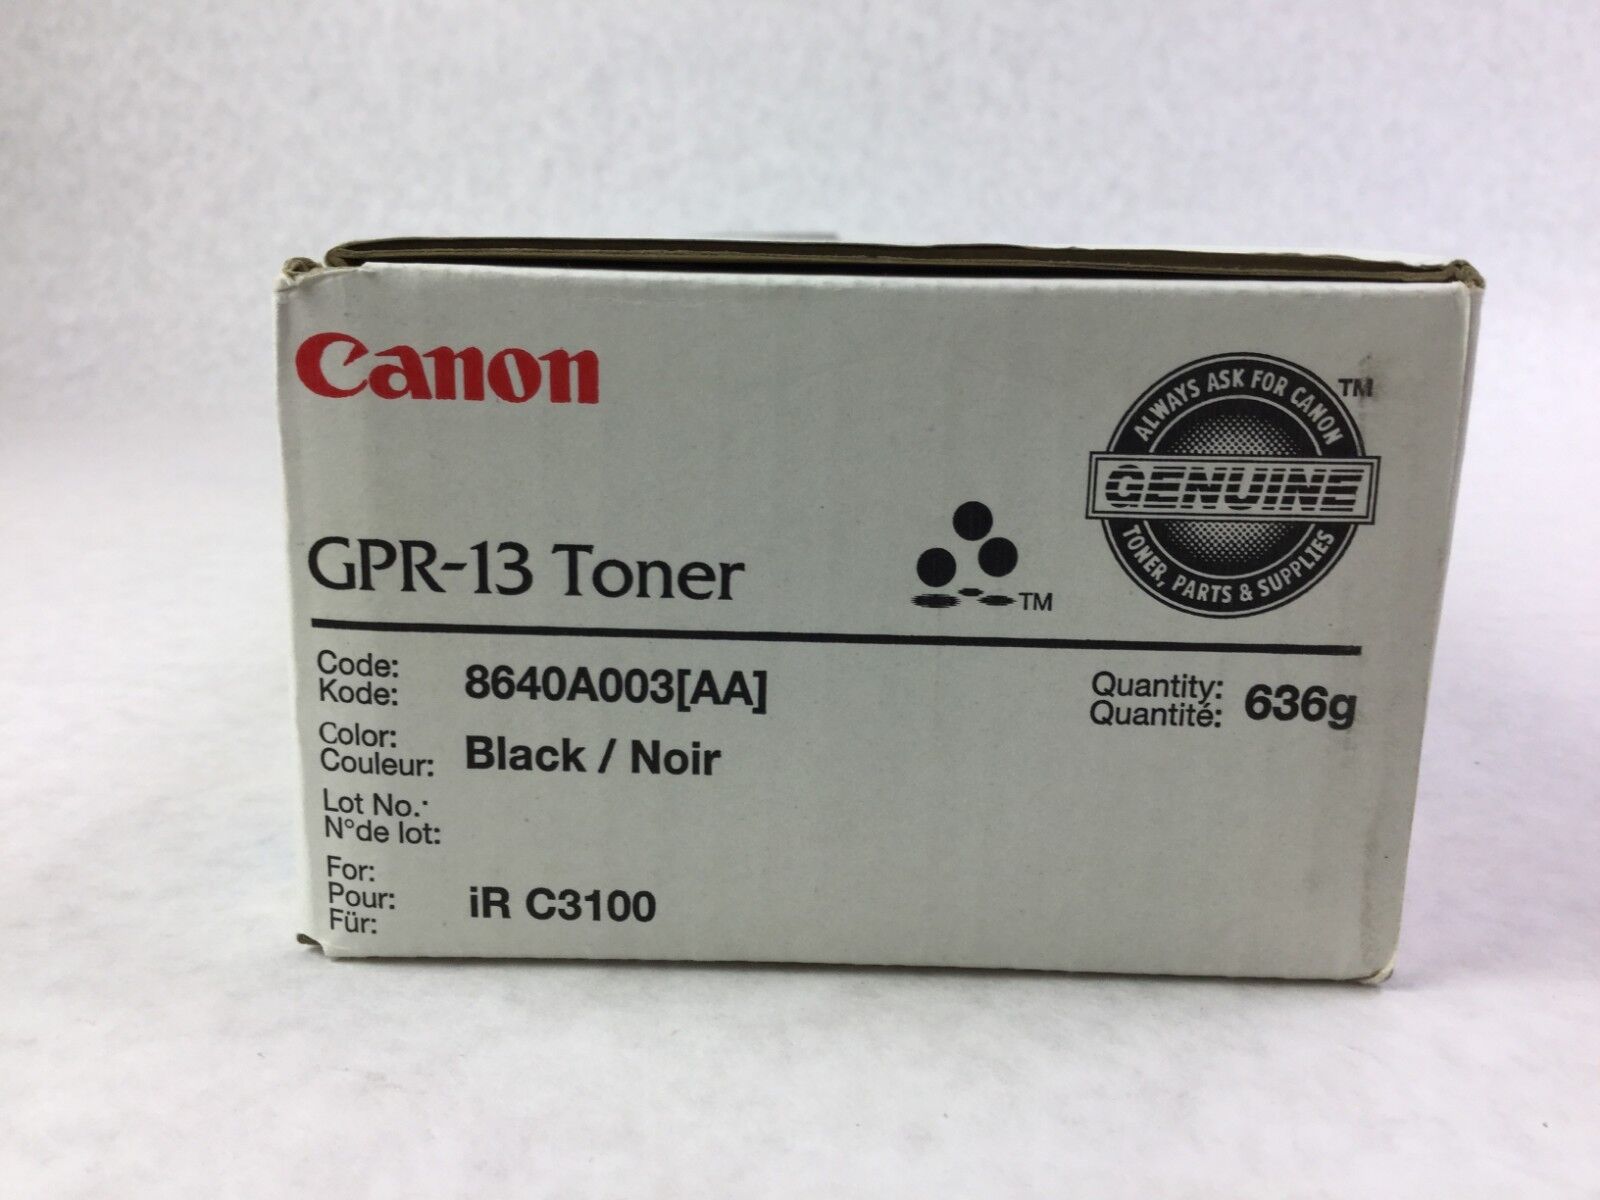 Canon
ALWAYS ASK FOR CANON
TM
GENUINE
TONER, PARTS & SUPPLIES
GPR-13 Toner
TM
Code:
Kode:
8640A003[AA]
Quantity:
Quantité:
636g
Color:
Couleur:
Black / Noir
Lot No.:
N°de lot:
For:
Pour:
Für:
iR C3100